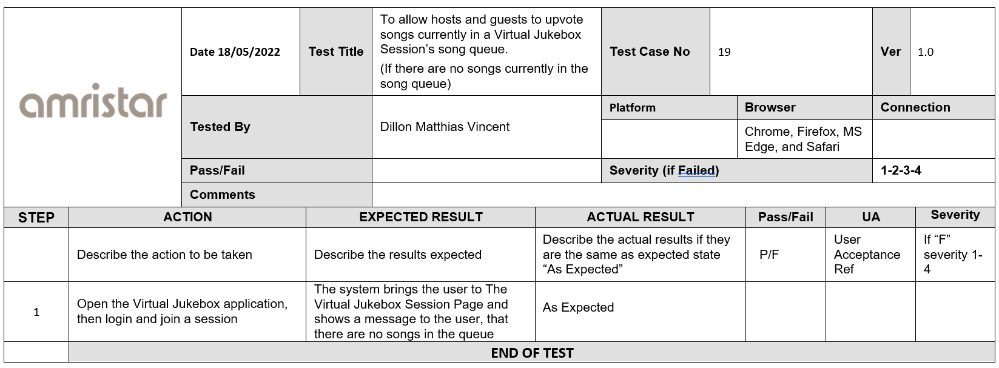 amristar
Date 18/05/2022
Test Title
To allow hosts and guests to upvote
songs currently in a Virtual Jukebox
Session’s song queue.
(If there are no songs currently in the
song queue)
Test Case No
19
Ver
1.0
Tested By
Dillon Matthias Vincent
Platform
Browser
Connection
Chrome, Firefox, MS
Edge, and Safari
Pass/Fail
Severity (if Failed)
1-2-3-4
Comments
STEP
ACTION
EXPECTED RESULT
ACTUAL RESULT
Pass/Fail
UA
Severity
Describe the action to be taken
Describe the results expected
Describe the actual results if they
are the same as expected state
“As Expected”
P/F
User
Acceptance
Ref
If “F”
severity 1-
4
1
Open the Virtual Jukebox application,
then login and join a session
The system brings the user to The
Virtual Jukebox Session Page and
shows a message to the user, that
there are no songs in the queue
As Expected
END OF TEST